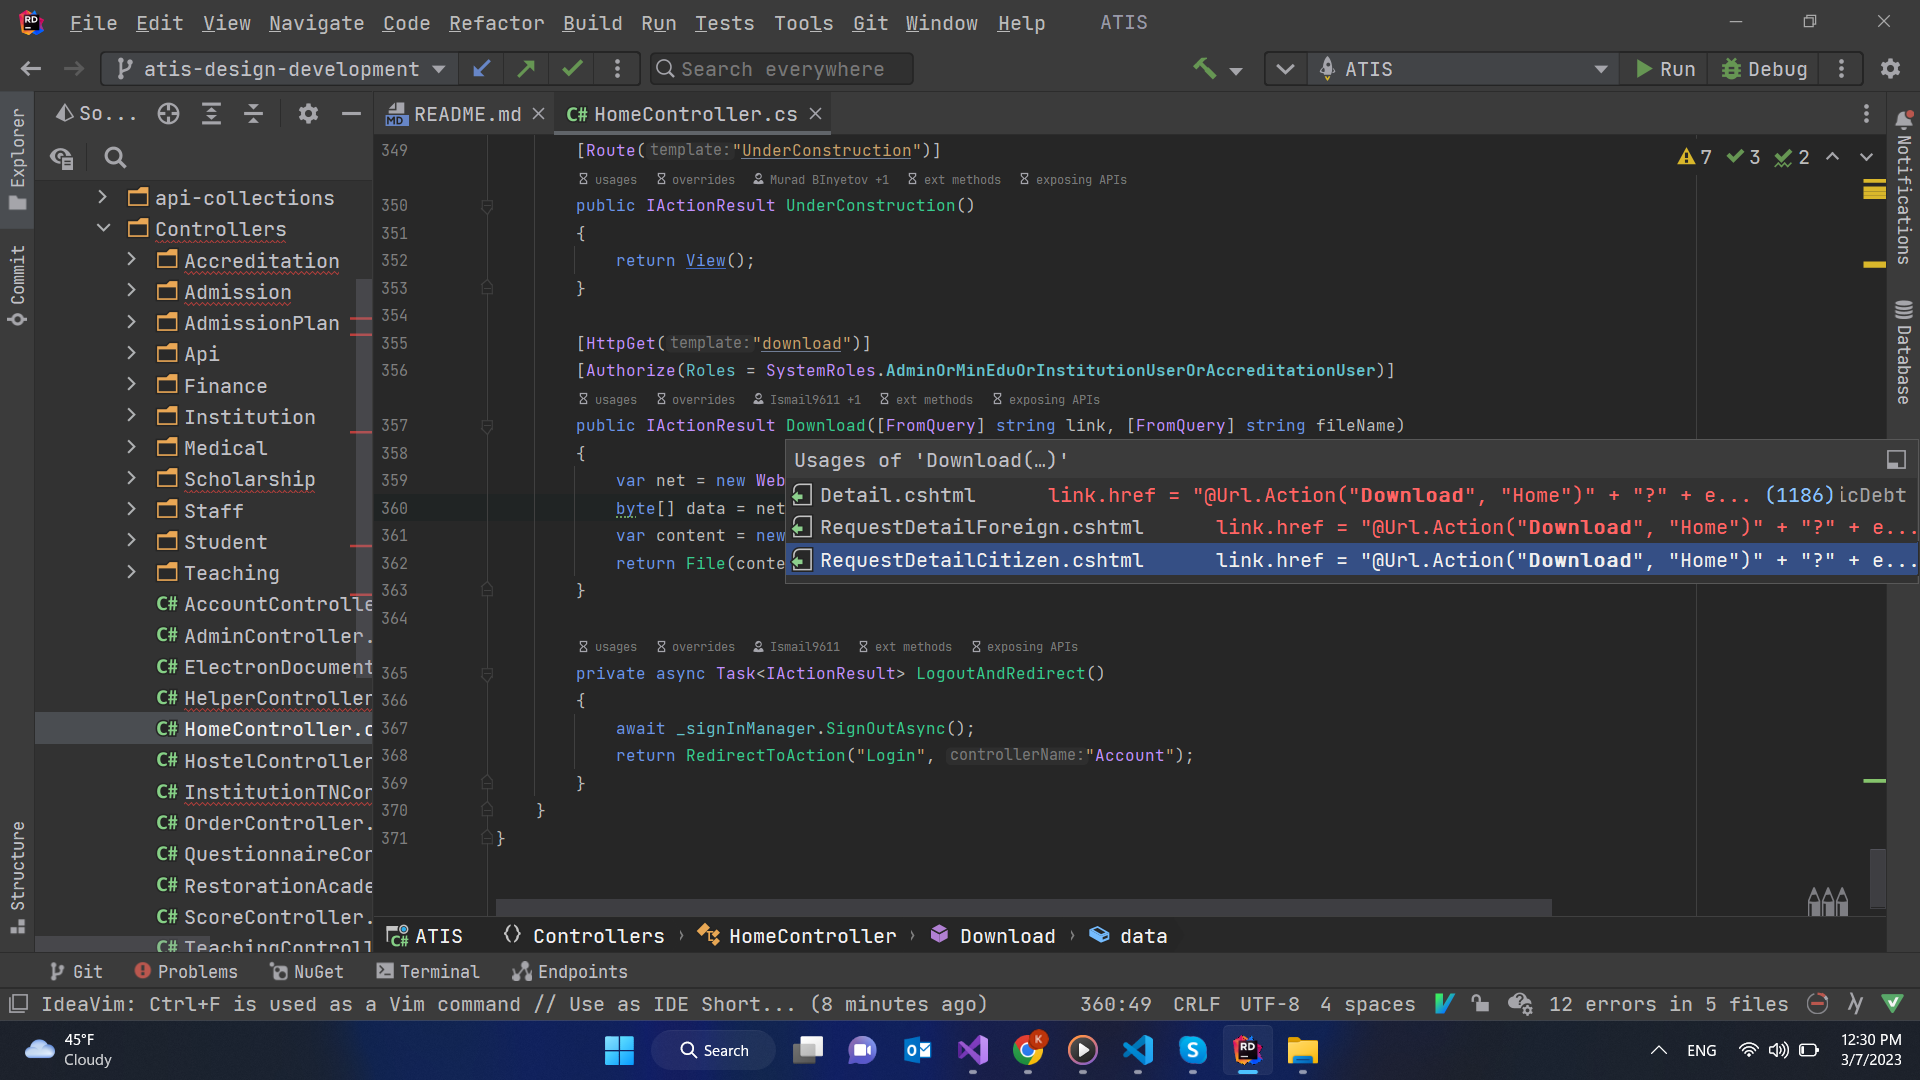 File Edit View Navigate Code Refactor Build Run Tests Tools Git Window Help ATIS
atis-design-development Search everywhere ATIS Run Debug
So... README.md C# HomeController.cs
Explorer
Commit
Structure
Notifications
Database
api-collections
Controllers
Accreditation
Admission
AdmissionPlan
Api
Finance
Institution
Medical
Scholarship
Staff
Student
Teaching
C# AccountControlle
C# AdminController.
C# ElectronDocument
C# HelperController
C# HomeController.c
C# HostelController
C# InstitutionTNCon
C# OrderController.
C# QuestionnaireCon
C# RestorationAcade
C# ScoreController.
C# TeachingControll
7 3 2
349 [Route(template:"UnderConstruction")]
usages overrides Murad BInyetov +1 ext methods exposing APIs
350 public IActionResult UnderConstruction()
351 {
352 return View();
353 }
354
355 [HttpGet(template:"download")]
356 [Authorize(Roles = SystemRoles.AdminOrMinEduOrInstitutionUserOrAccreditationUser)]
usages overrides Ismail9611 +1 ext methods exposing APIs
357 public IActionResult Download([FromQuery] string link, [FromQuery] string fileName)
358 {
359 var net = new Web
360 byte[] data = net
361 var content = new
362 return File(conte
363 }
364
usages overrides Ismail9611 ext methods exposing APIs
365 private async Task<IActionResult> LogoutAndRedirect()
366 {
367 await _signInManager.SignOutAsync();
368 return RedirectToAction("Login", controllerName:"Account");
369 }
370 }
371 }
Usages of 'Download(…)'
Detail.cshtml link.href = "@Url.Action("Download", "Home")" + "?" + e... (1186) icDebt
RequestDetailForeign.cshtml link.href = "@Url.Action("Download", "Home")" + "?" + e...
RequestDetailCitizen.cshtml link.href = "@Url.Action("Download", "Home")" + "?" + e...
C# ATIS Controllers › HomeController › Download › data
Git Problems NuGet Terminal Endpoints
IdeaVim: Ctrl+F is used as a Vim command // Use as IDE Short... (8 minutes ago) 360:49 CRLF UTF-8 4 spaces 12 errors in 5 files
45°F
Cloudy
Search
ENG
12:30 PM
3/7/2023